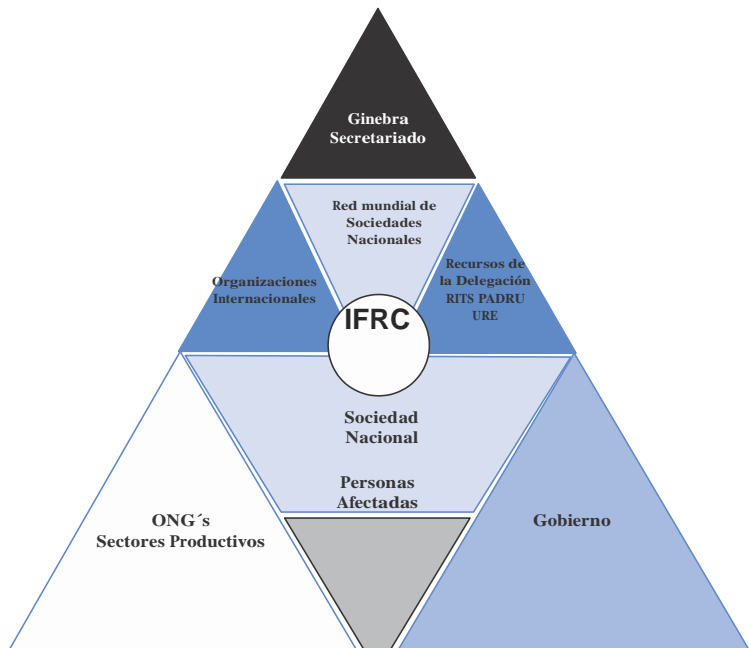 Ginebra
Secretariado
Red mundial de
Sociedades
Nacionales
Organizaciones
Internacionales
Recursos de
la Delegación
RITS PADRU
URE
IFRC
Sociedad
Nacional
Personas
Afectadas
ONG´s
Sectores Productivos
Gobierno